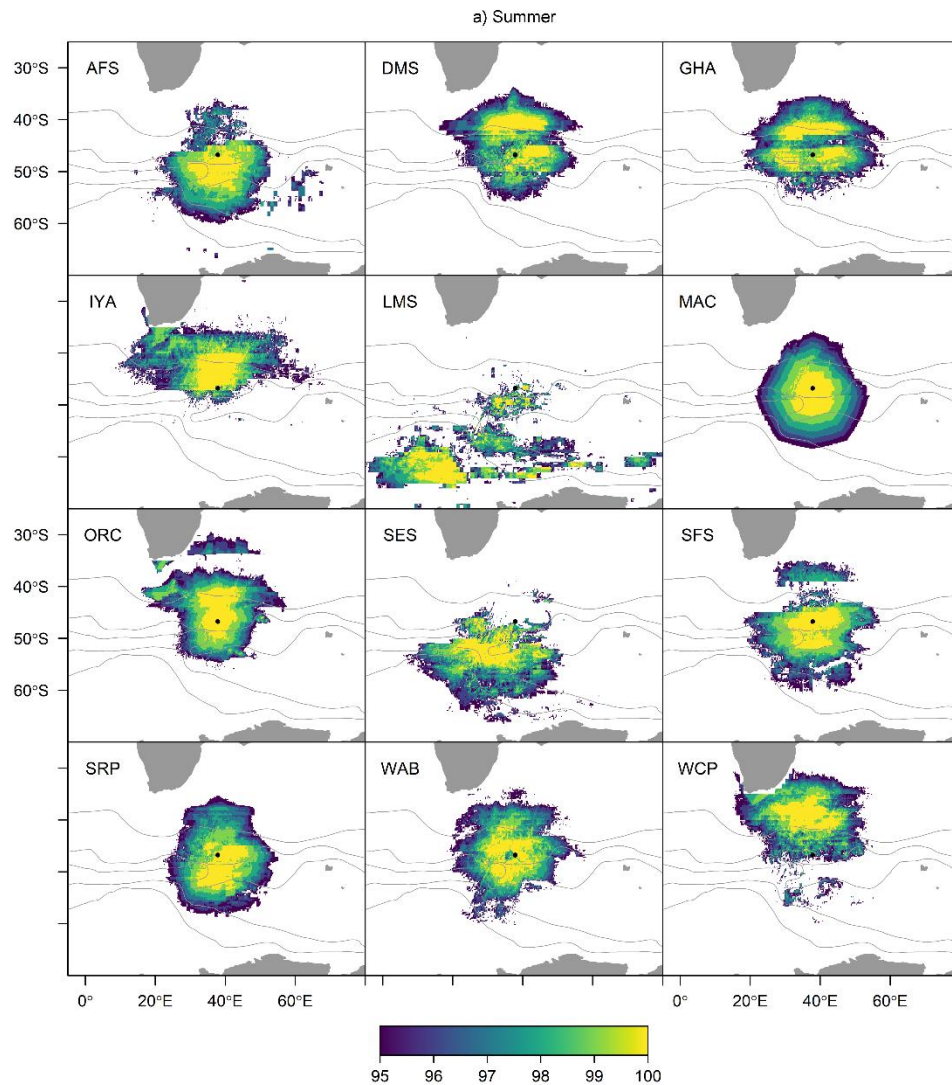 a) Summer
AFS DMS GHA
30°S
40°S
50°S
60°S
IYA LMS MAC
ORC SES SFS
30°S
40°S
50°S
60°S
SRP WAB WCP
0° 20°E 40°E 60°E 0° 20°E 40°E 60°E
95 96 97 98 99 100